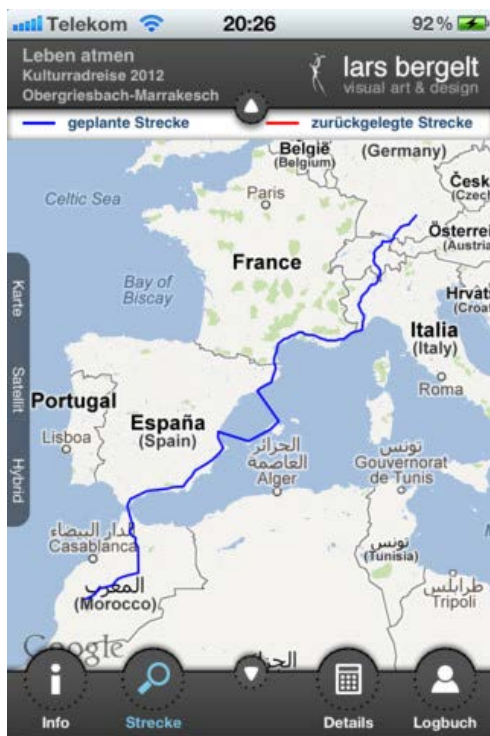 Telekom 20:26 92%
Leben atmen
Kulturradreise 2012
Obergriesbach-Marrakesch
lars bergelt
visual art & design
geplante Strecke
zurückgelegte Strecke
België
(Belgium)
(Germany)
Celtic Sea
Paris
Česk
(Czec
Österrei
(Austria
France
Bay of
Biscay
Hrvats
(Croat
Italia
(Italy)
Roma
Karte
Satellit
Hybrid
Portugal
España
(Spain)
Lisboa
الجزائر
العاصمة
Alger
تونس
Gouvernorat
de Tunis
الدار البيضاء
Casablanca
تونس
(Tunisia)
طرابلس
Tripoli
المغرب
(Morocco)
Google
Info
Strecke
Details
Logbuch